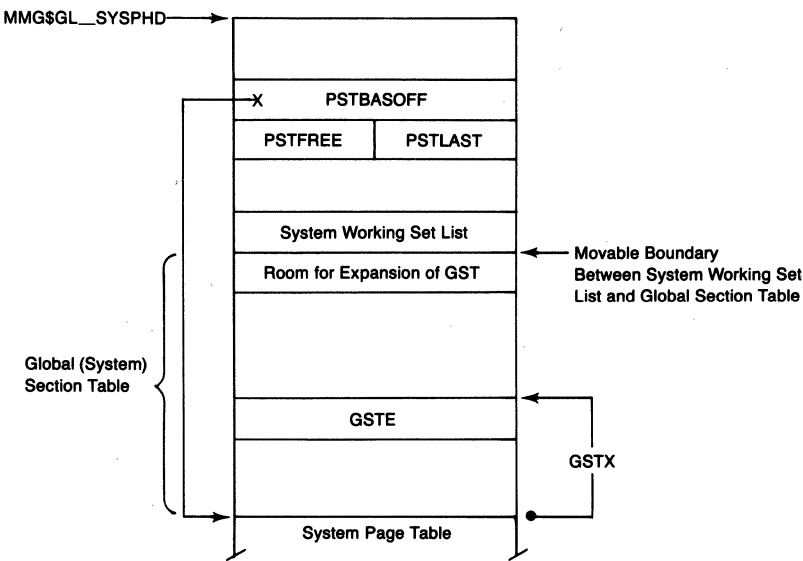 MMG$GL__SYSPHD
X PSTBASOFF
PSTFREE PSTLAST
System Working Set List
Room for Expansion of GST
Movable Boundary
Between System Working Set
List and Global Section Table
Global (System)
Section Table
GSTE
GSTX
System Page Table